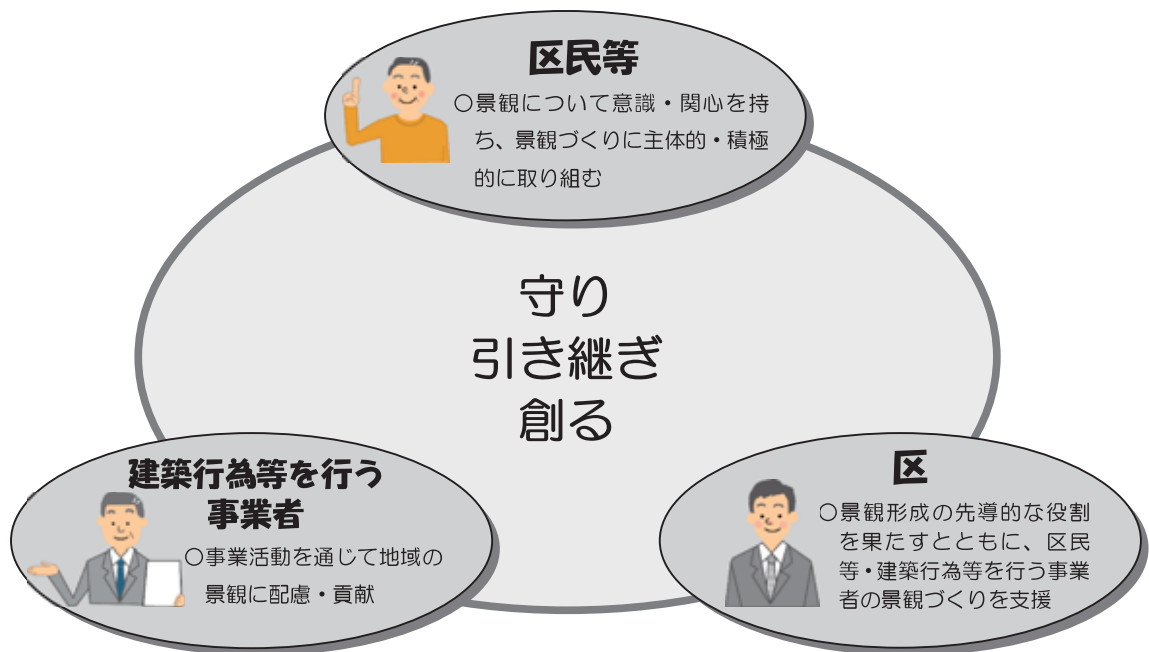 区民等
○景観について意識・関心を持
ち、景観づくりに主体的・積極
的に取り組む
守り
引き継ぎ
創る
建築行為等を行う
事業者
○事業活動を通じて地域の
景観に配慮・貢献
区
○景観形成の先導的な役割
を果たすとともに、区民
等・建築行為等を行う事業
者の景観づくりを支援